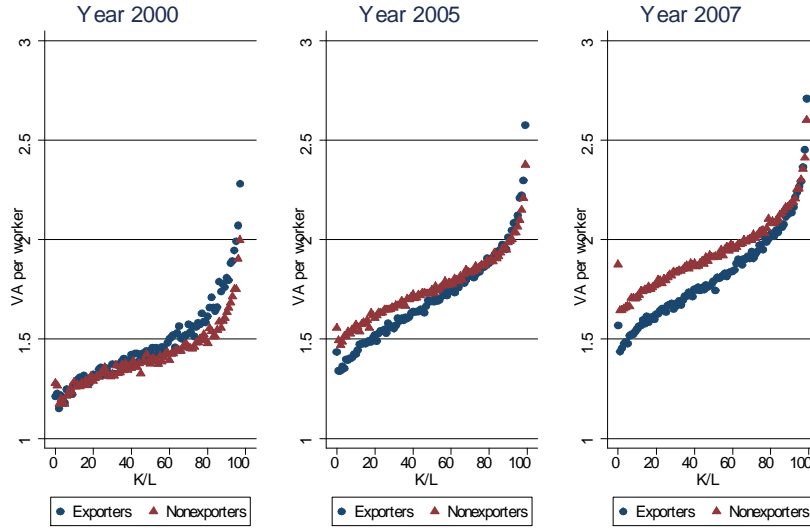 Year 2000
Year 2005
Year 2007
VA per worker
1
1.5
2
2.5
3
0
20
40
60
80
100
K/L
Exporters
Nonexporters
VA per worker
1
1.5
2
2.5
3
0
20
40
60
80
100
K/L
Exporters
Nonexporters
VA per worker
1
1.5
2
2.5
3
0
20
40
60
80
100
K/L
Exporters
Nonexporters